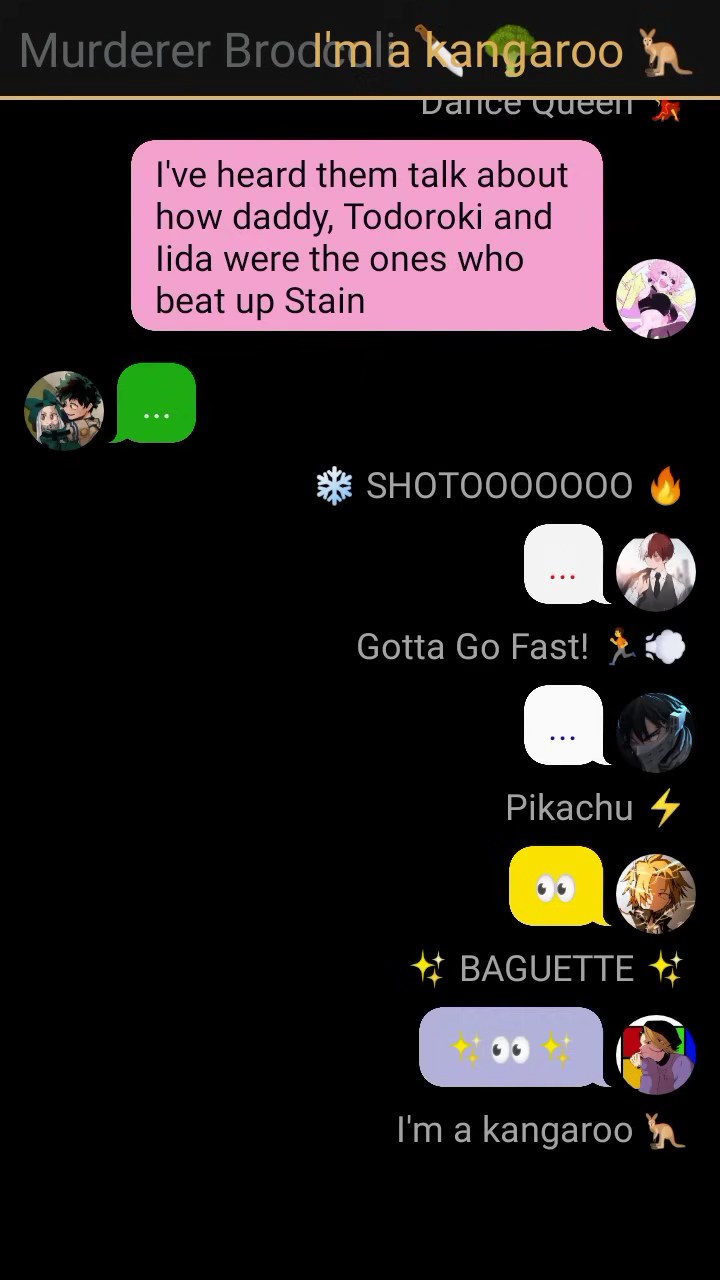 Murderer Broccoli 🔪🥦
I'm a kangaroo 🦘
Dance Queen 💃
I've heard them talk about
how daddy, Todoroki and
Iida were the ones who
beat up Stain
...
❄️ SHOTOOOOOOO 🔥
...
Gotta Go Fast! 🏃💨
...
Pikachu ⚡
👀
✨ BAGUETTE ✨
✨👀✨
I'm a kangaroo 🦘